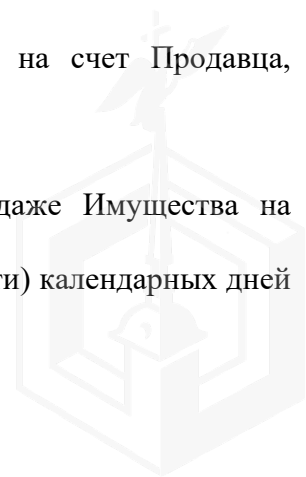 на счет Продавца,
даже Имущества на
ти) календарных дней